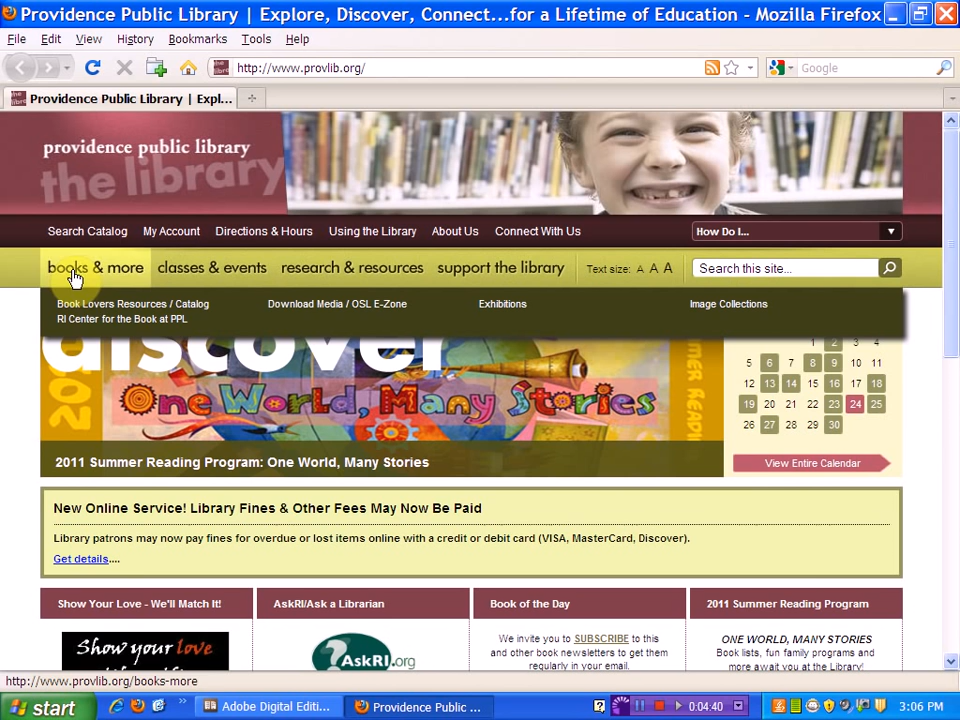 Providence Public Library | Explore, Discover, Connect...for a Lifetime of Education - Mozilla Firefox
File Edit View History Bookmarks Tools Help
http://www.provlib.org/
Google
Providence Public Library | Expl...
providence public library
the library
Search Catalog My Account Directions & Hours Using the Library About Us Connect With Us How Do I...
books & more classes & events research & resources support the library Text size: A A A Search this site...
Book Lovers Resources / Catalog Download Media / OSL E-Zone Exhibitions Image Collections
RI Center for the Book at PPL
discover
One World, Many Stories
1 2 3 4
5 6 7 8 9 10 11
12 13 14 15 16 17 18
19 20 21 22 23 24 25
26 27 28 29 30
2011 Summer Reading Program: One World, Many Stories
View Entire Calendar
New Online Service! Library Fines & Other Fees May Now Be Paid
Library patrons may now pay fines for overdue or lost items online with a credit or debit card (VISA, MasterCard, Discover).
Get details....
Show Your Love - We'll Match It! AskRI/Ask a Librarian Book of the Day 2011 Summer Reading Program
Show your love
AskRI.org
We invite you to SUBSCRIBE to this
and other book newsletters to get them
regularly in your email.
ONE WORLD, MANY STORIES
Book lists, fun family programs and
more await you at the Library!
http://www.provlib.org/books-more
start Adobe Digital Editi... Providence Public ... 0:04:40 3:06 PM